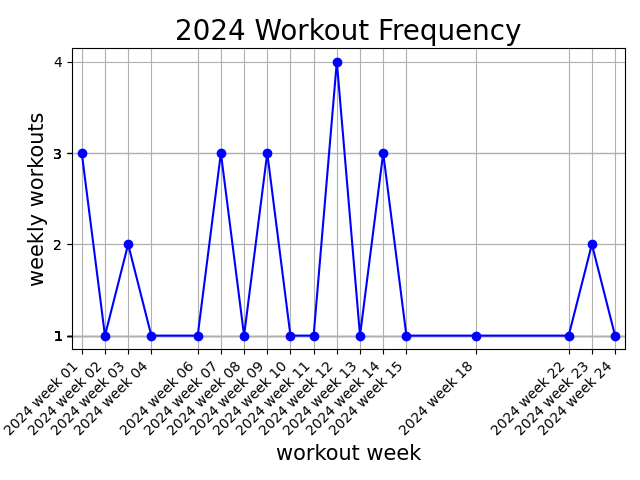 2024 Workout Frequency
weekly workouts
4
3
2
1
2024 week 01
2024 week 02
2024 week 03
2024 week 04
2024 week 06
2024 week 07
2024 week 08
2024 week 09
2024 week 10
2024 week 11
2024 week 12
2024 week 13
2024 week 14
2024 week 15
2024 week 18
2024 week 22
2024 week 23
2024 week 24
workout week